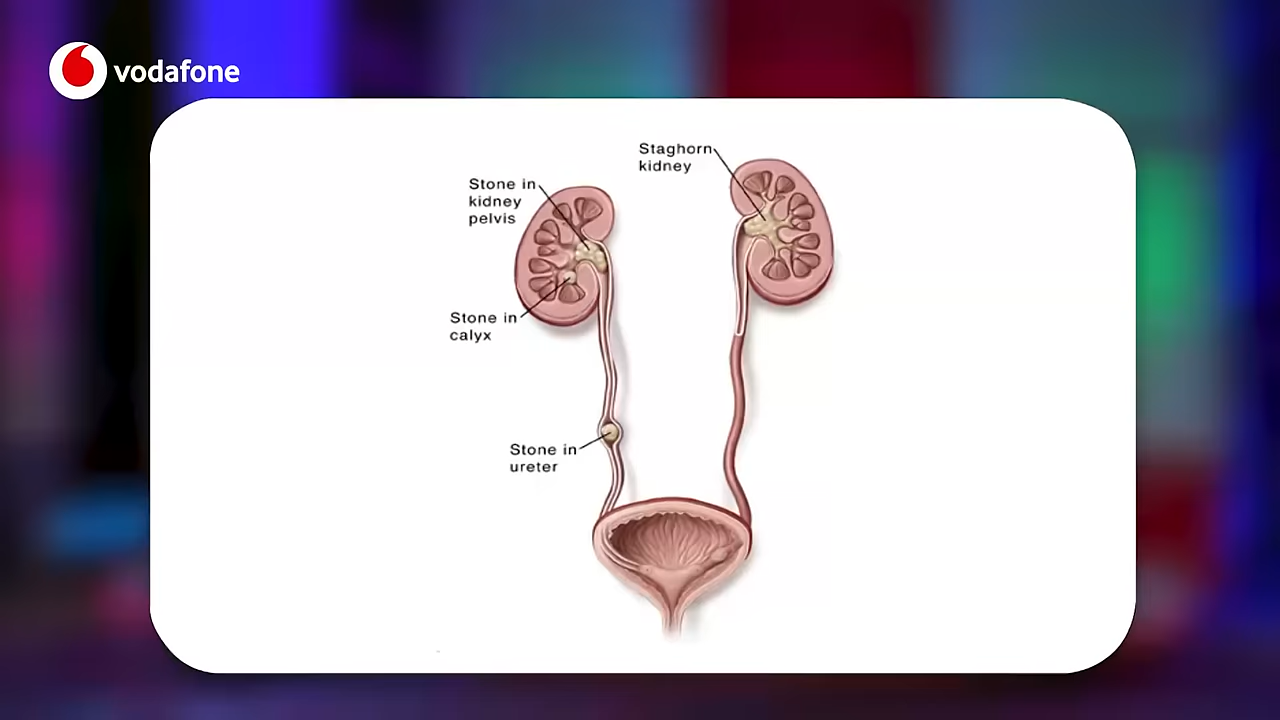 vodafone
Staghorn
kidney
Stone in
kidney
pelvis
Stone in
calyx
Stone in
ureter